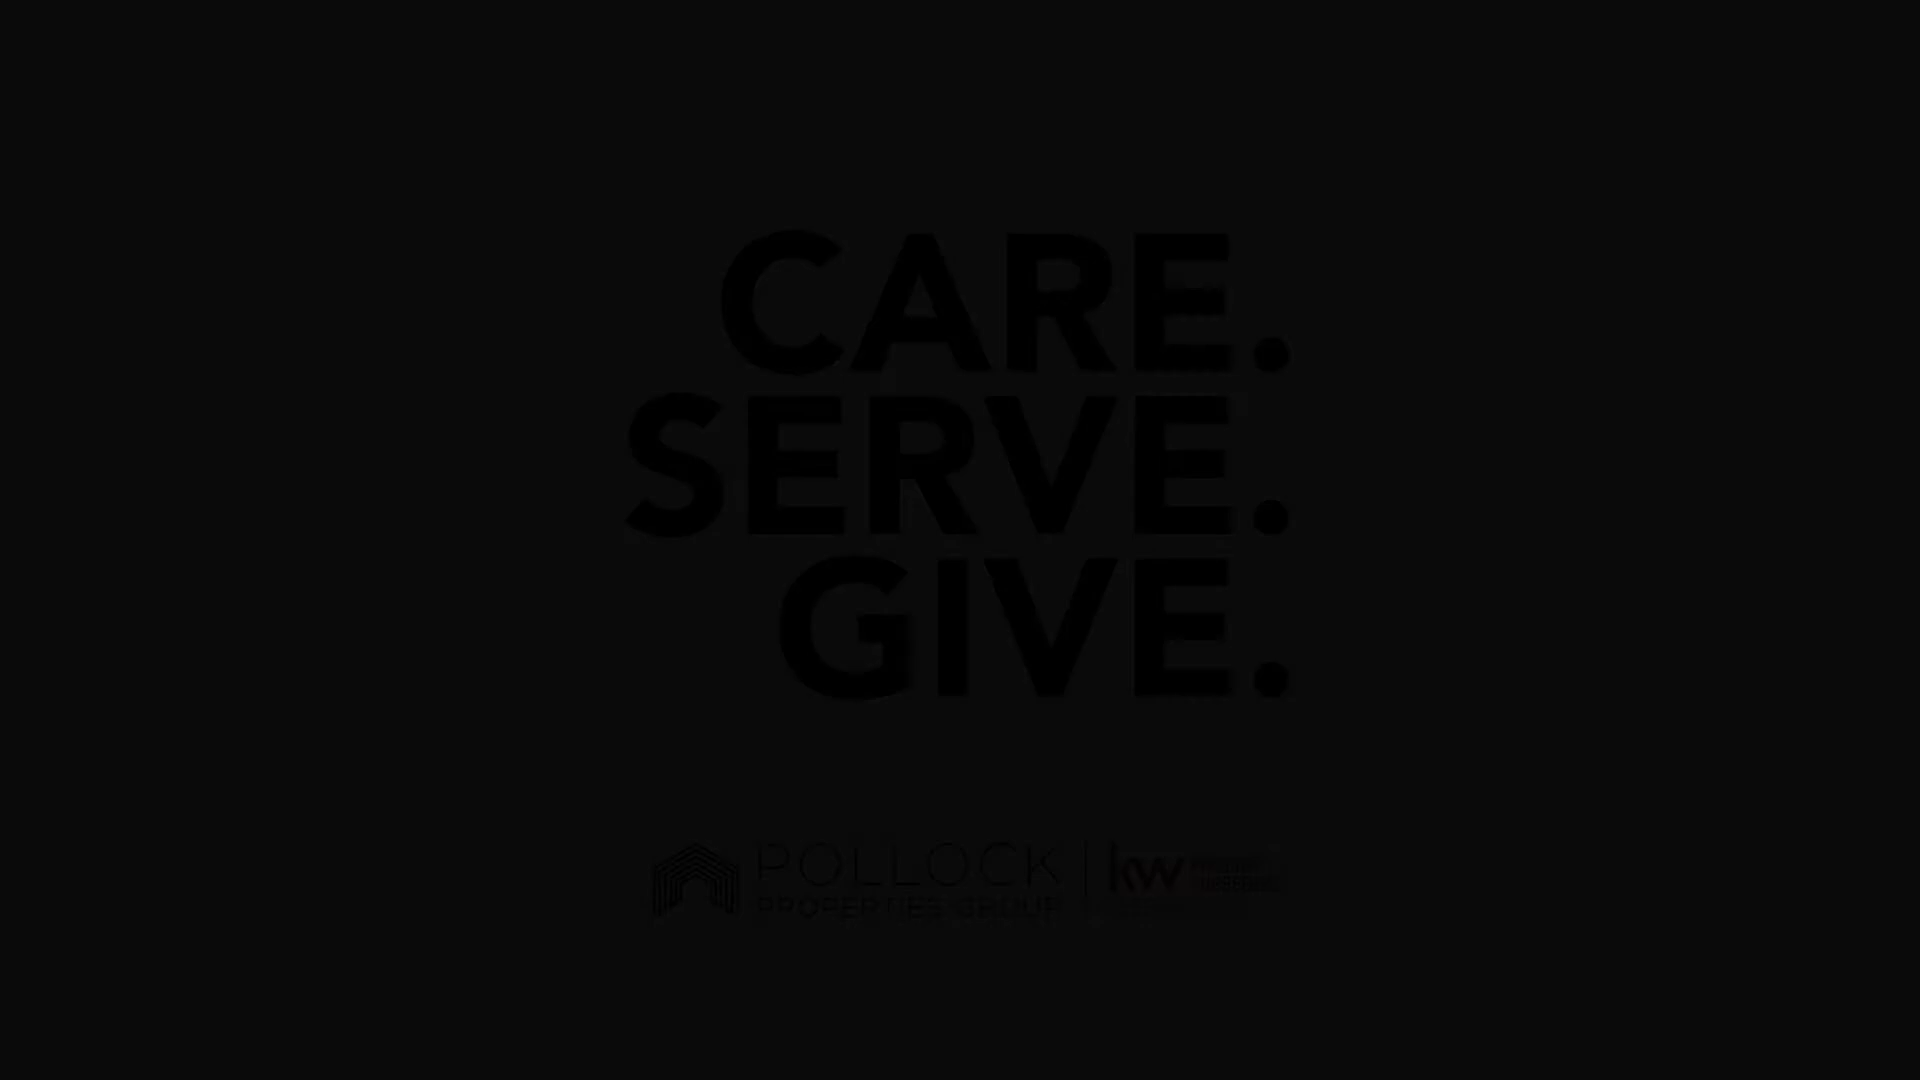 CARE.
SERVE.
GIVE.
POLLOCK
PROPERTIES GROUP
kw